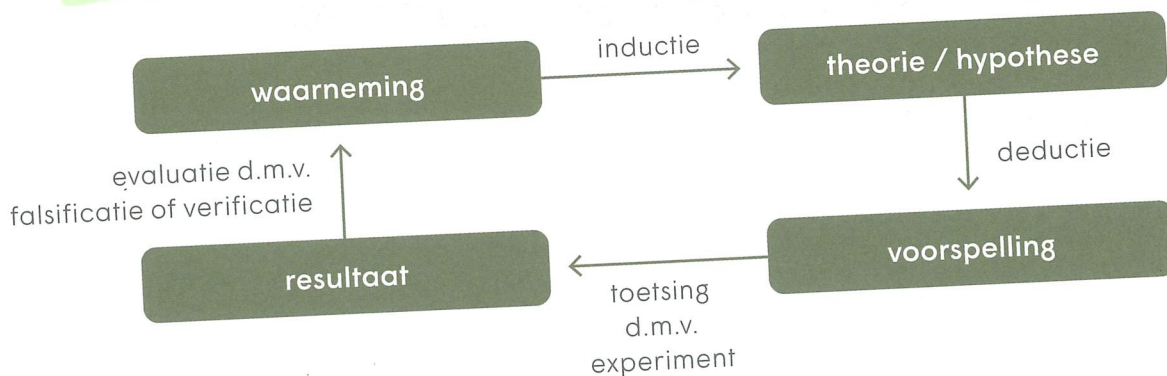 waarneming
inductie
theorie / hypothese
deductie
voorspelling
toetsing
d.m.v.
experiment
resultaat
evaluatie d.m.v.
falsificatie of verificatie